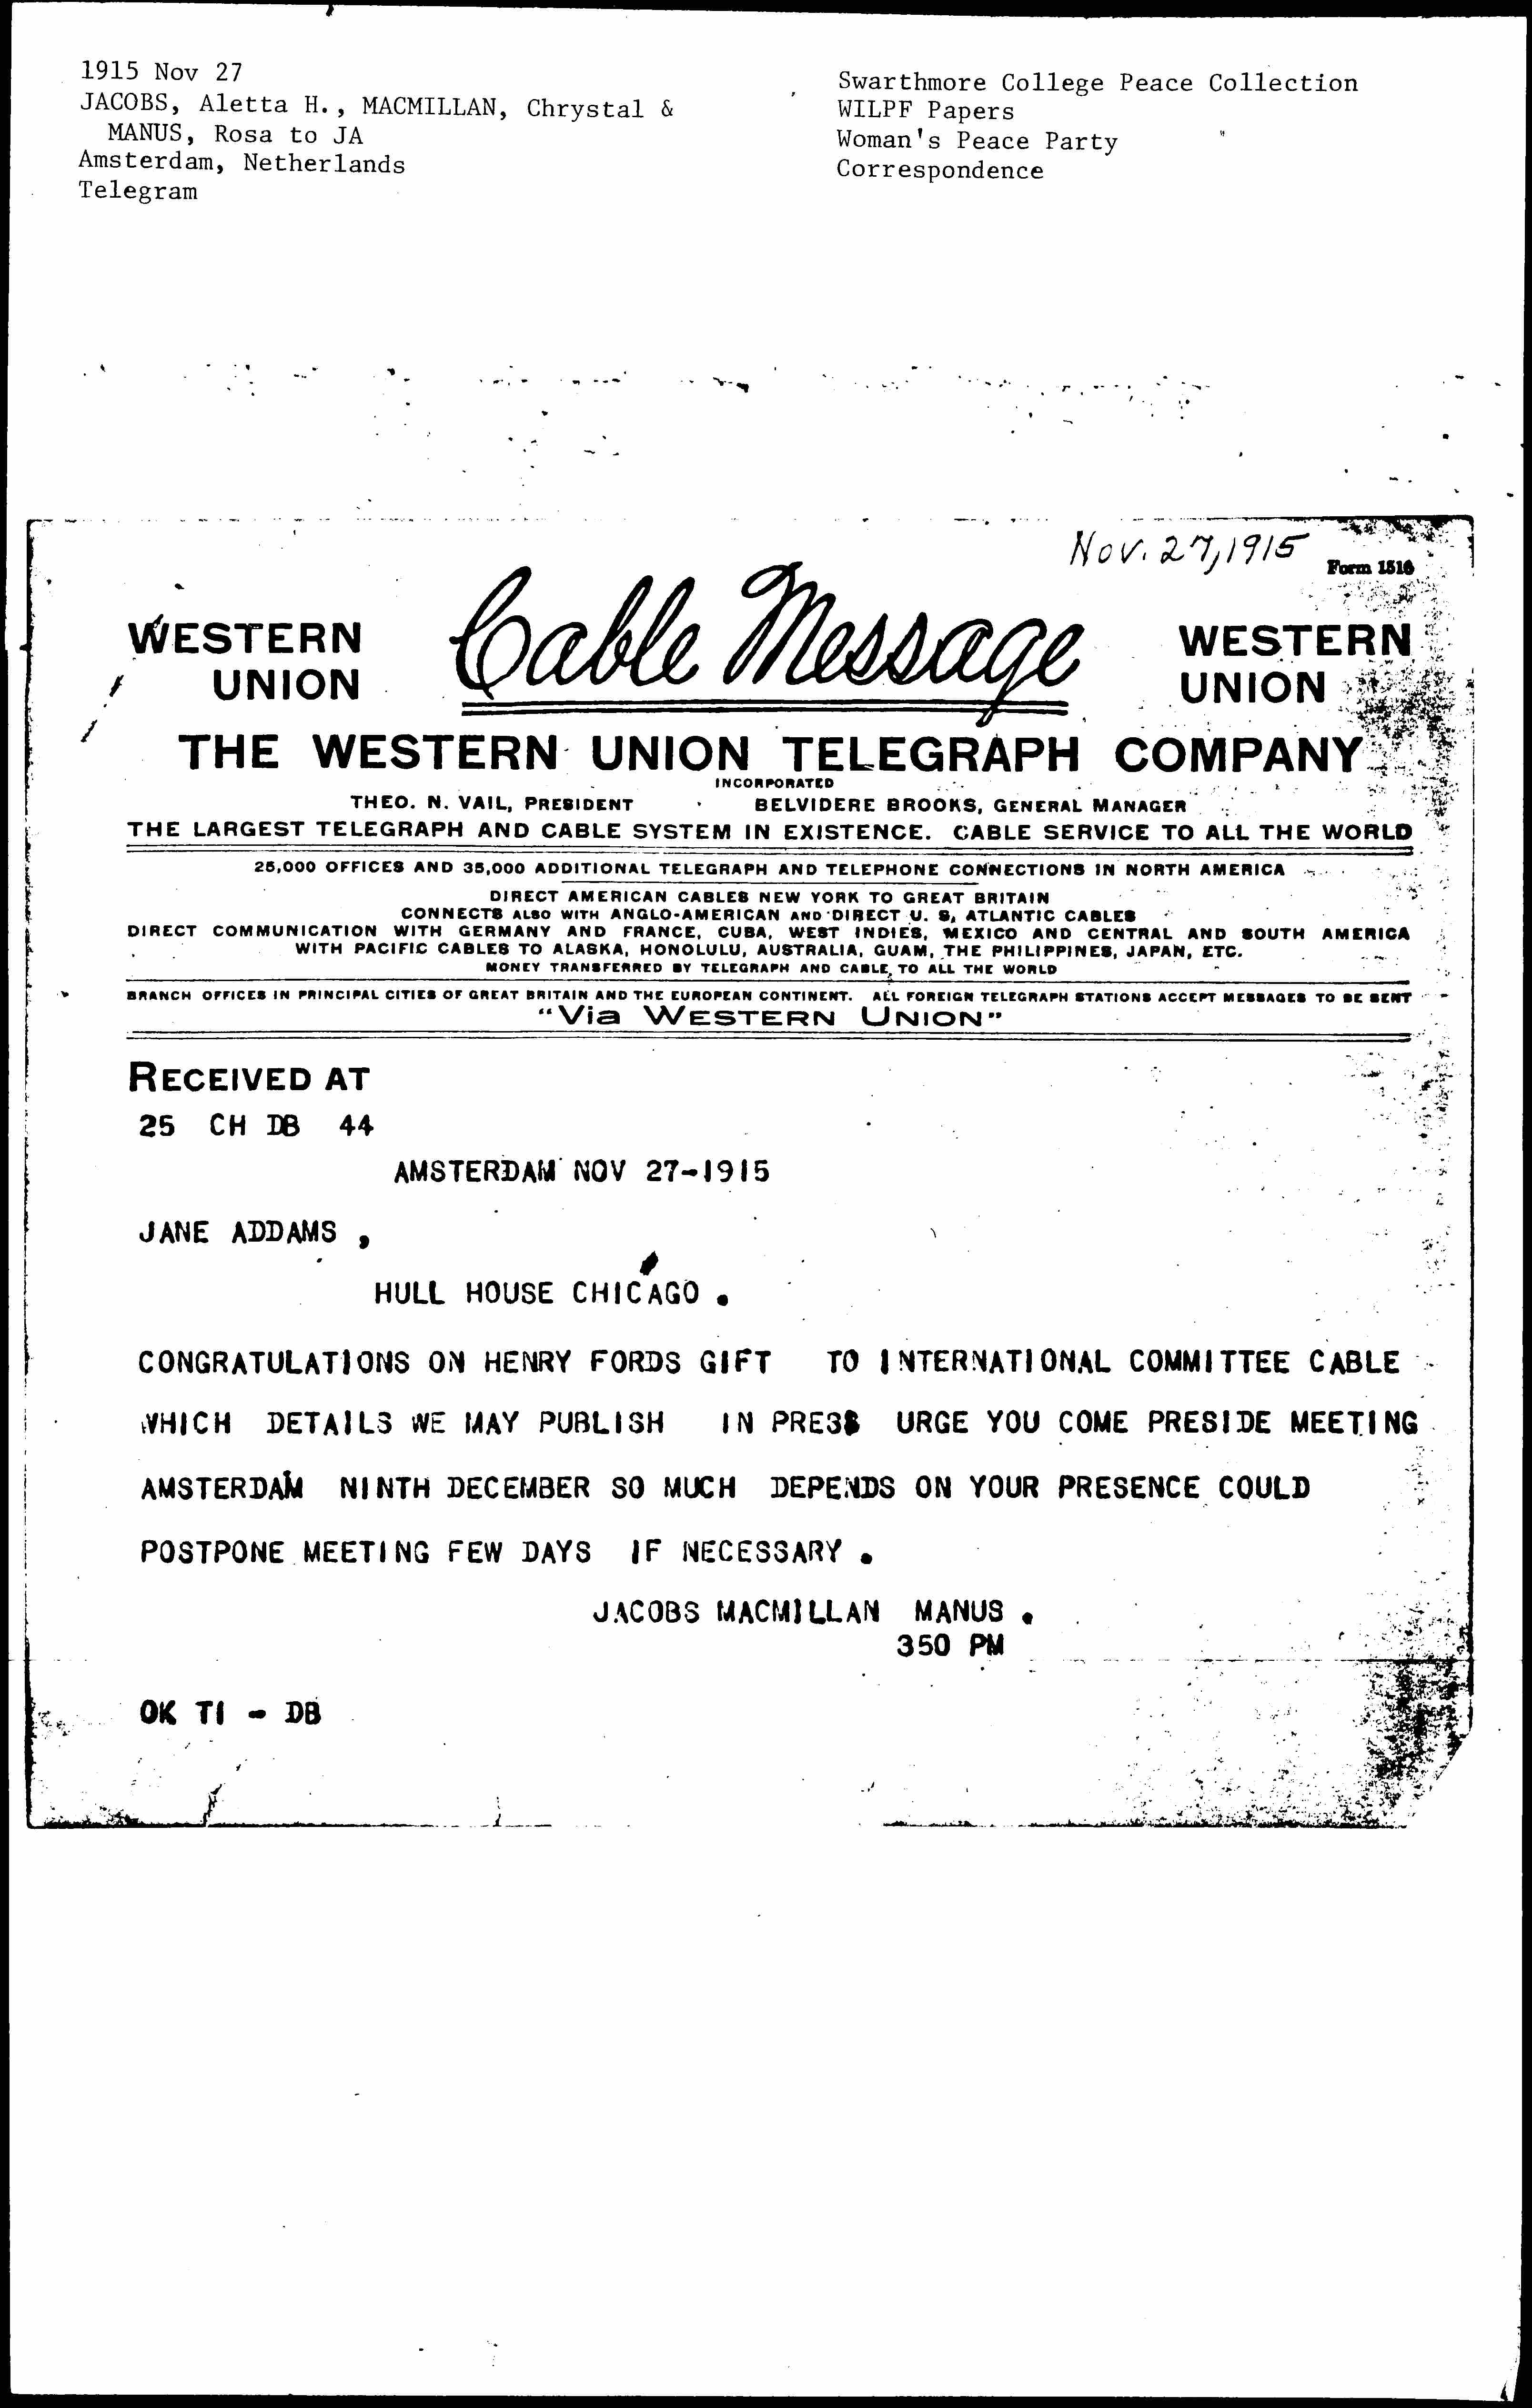 1915 Nov 27
JACOBS, Aletta H., MACMILLAN, Chrystal &
MANUS, Rosa to JA
Amsterdam, Netherlands
Telegram
Swarthmore College Peace Collection
WILPF Papers
Woman's Peace Party
Correspondence
Nov. 27, 1915
Form 1516
WESTERN
UNION
Cable Message
WESTERN
UNION
THE WESTERN UNION TELEGRAPH COMPANY
INCORPORATED
THEO. N. VAIL, PRESIDENT BELVIDERE BROOKS, GENERAL MANAGER
THE LARGEST TELEGRAPH AND CABLE SYSTEM IN EXISTENCE. CABLE SERVICE TO ALL THE WORLD
25,000 OFFICES AND 35,000 ADDITIONAL TELEGRAPH AND TELEPHONE CONNECTIONS IN NORTH AMERICA
DIRECT AMERICAN CABLES NEW YORK TO GREAT BRITAIN
CONNECTS ALSO WITH ANGLO-AMERICAN AND DIRECT U. S. ATLANTIC CABLES
DIRECT COMMUNICATION WITH GERMANY AND FRANCE, CUBA, WEST INDIES, MEXICO AND CENTRAL AND SOUTH AMERICA
WITH PACIFIC CABLES TO ALASKA, HONOLULU, AUSTRALIA, GUAM, THE PHILIPPINES, JAPAN, ETC.
MONEY TRANSFERRED BY TELEGRAPH AND CABLE TO ALL THE WORLD
BRANCH OFFICES IN PRINCIPAL CITIES OF GREAT BRITAIN AND THE EUROPEAN CONTINENT. ALL FOREIGN TELEGRAPH STATIONS ACCEPT MESSAGES TO BE SENT
"Via WESTERN UNION"
RECEIVED AT
25 CH DB 44
AMSTERDAM NOV 27-1915
JANE ADDAMS ,
HULL HOUSE CHICAGO .
CONGRATULATIONS ON HENRY FORDS GIFT TO INTERNATIONAL COMMITTEE CABLE
WHICH DETAILS WE MAY PUBLISH IN PRESS URGE YOU COME PRESIDE MEETING
AMSTERDAM NINTH DECEMBER SO MUCH DEPENDS ON YOUR PRESENCE COULD
POSTPONE MEETING FEW DAYS IF NECESSARY .
JACOBS MACMILLAN MANUS .
350 PM
OK TI - DB